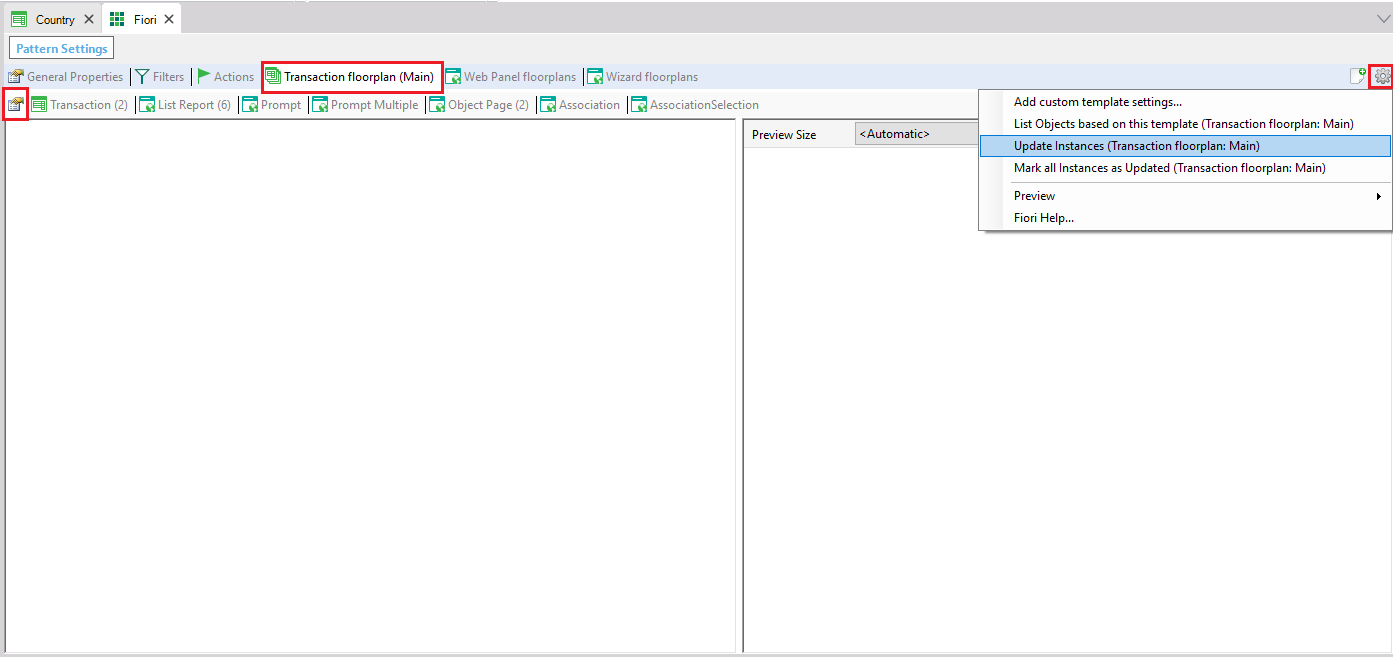 Country Fiori
Pattern Settings
General Properties Filters Actions Transaction floorplan (Main) Web Panel floorplans Wizard floorplans
Transaction (2) List Report (6) Prompt Prompt Multiple Object Page (2) Association AssociationSelection
Preview Size <Automatic>
Add custom template settings...
List Objects based on this template (Transaction floorplan: Main)
Update Instances (Transaction floorplan: Main)
Mark all Instances as Updated (Transaction floorplan: Main)
Preview
Fiori Help...